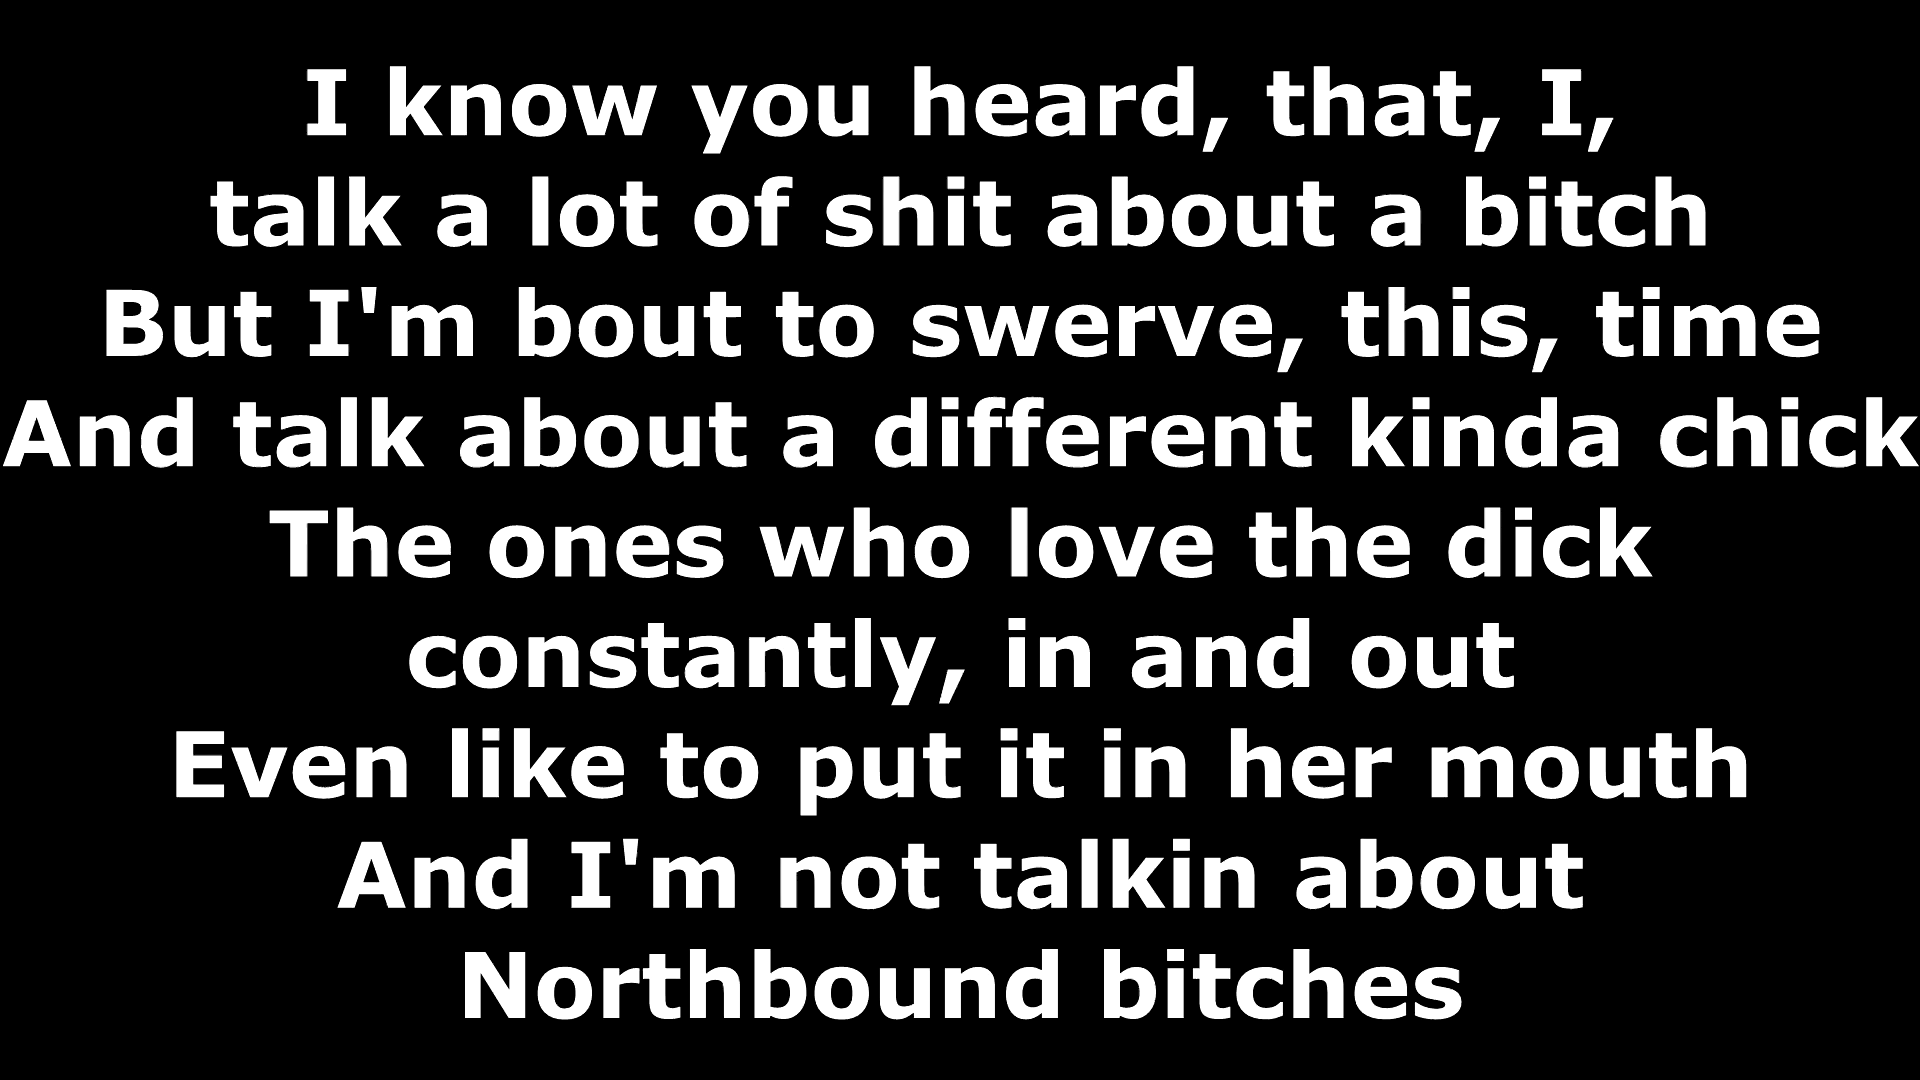 I know you heard, that, I,
talk a lot of shit about a bitch
But I'm bout to swerve, this, time
And talk about a different kinda chick
The ones who love the dick
constantly, in and out
Even like to put it in her mouth
And I'm not talkin about
Northbound bitches